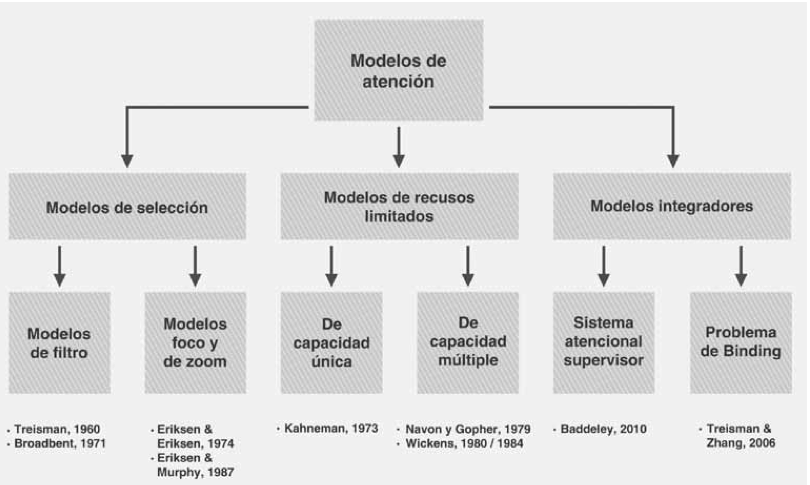 Modelos de
atención
Modelos de selección
Modelos de recusos
limitados
Modelos integradores
Modelos
de filtro
Modelos
foco y
de zoom
De
capacidad
única
De
capacidad
múltiple
Sistema
atencional
supervisor
Problema
de Binding
· Treisman, 1960
· Broadbent, 1971
· Eriksen &
Eriksen, 1974
· Eriksen &
Murphy, 1987
· Kahneman, 1973
· Navon y Gopher, 1979
· Wickens, 1980 / 1984
· Baddeley, 2010
· Treisman &
Zhang, 2006